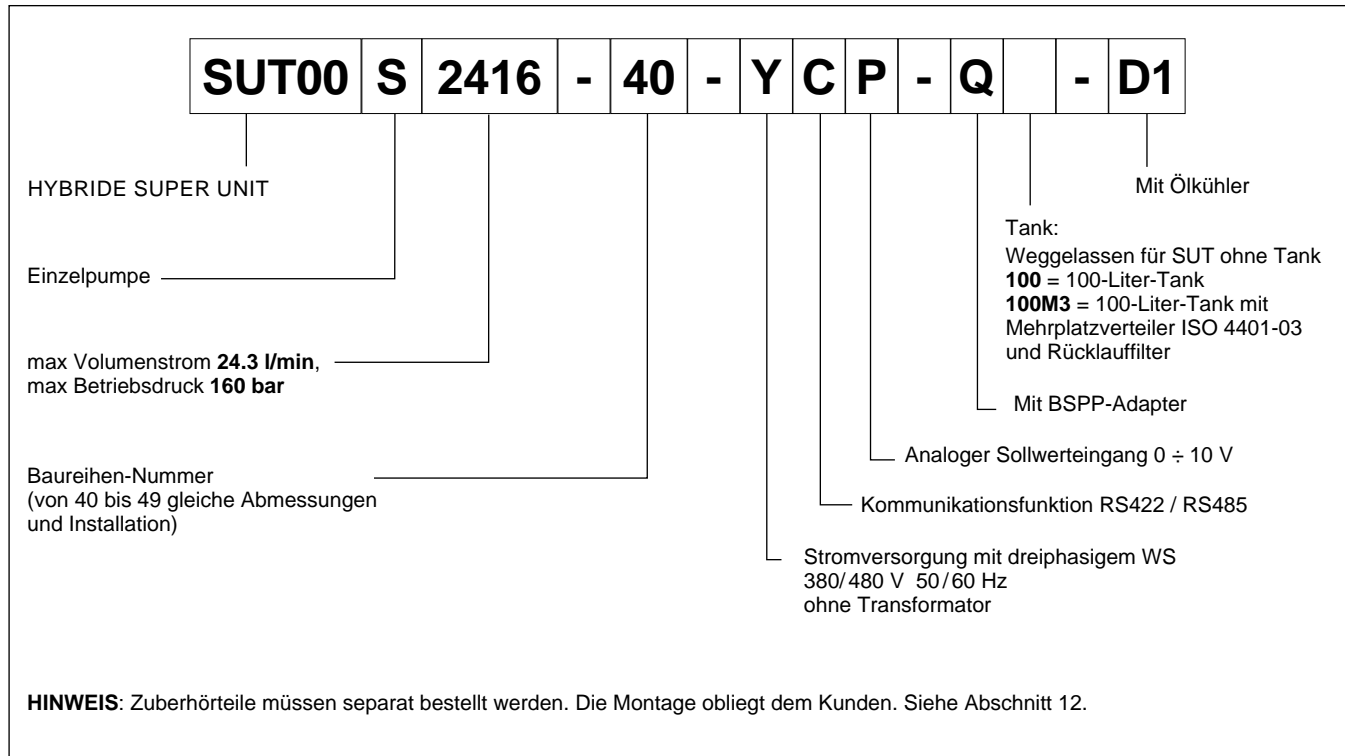 SUT00 S 2416 - 40 - Y C P - Q - D1
HYBRIDE SUPER UNIT
Einzelpumpe
max Volumenstrom 24.3 l/min,
max Betriebsdruck 160 bar
Baureihen-Nummer
(von 40 bis 49 gleiche Abmessungen
und Installation)
Mit Ölkühler
Tank:
Weggelassen für SUT ohne Tank
100 = 100-Liter-Tank
100M3 = 100-Liter-Tank mit
Mehrplatzverteiler ISO 4401-03
und Rücklauffilter
Mit BSPP-Adapter
Analoger Sollwerteingang 0 ÷ 10 V
Kommunikationsfunktion RS422 / RS485
Stromversorgung mit dreiphasigem WS
380/480 V 50/60 Hz
ohne Transformator
HINWEIS: Zuberhörteile müssen separat bestellt werden. Die Montage obliegt dem Kunden. Siehe Abschnitt 12.